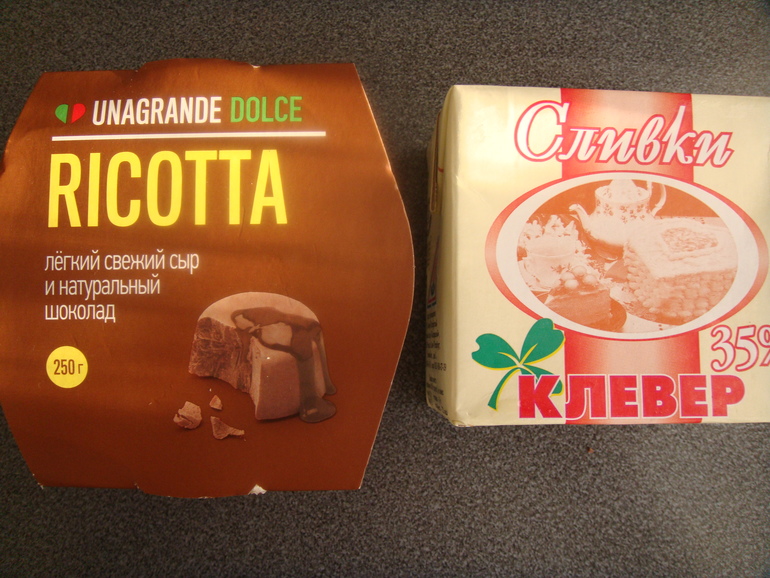 UNAGRANDE DOLCE
RICOTTA
лёгкий свежий сыр
и натуральный
шоколад
250 г
Сливки
35%
КЛЕВЕР